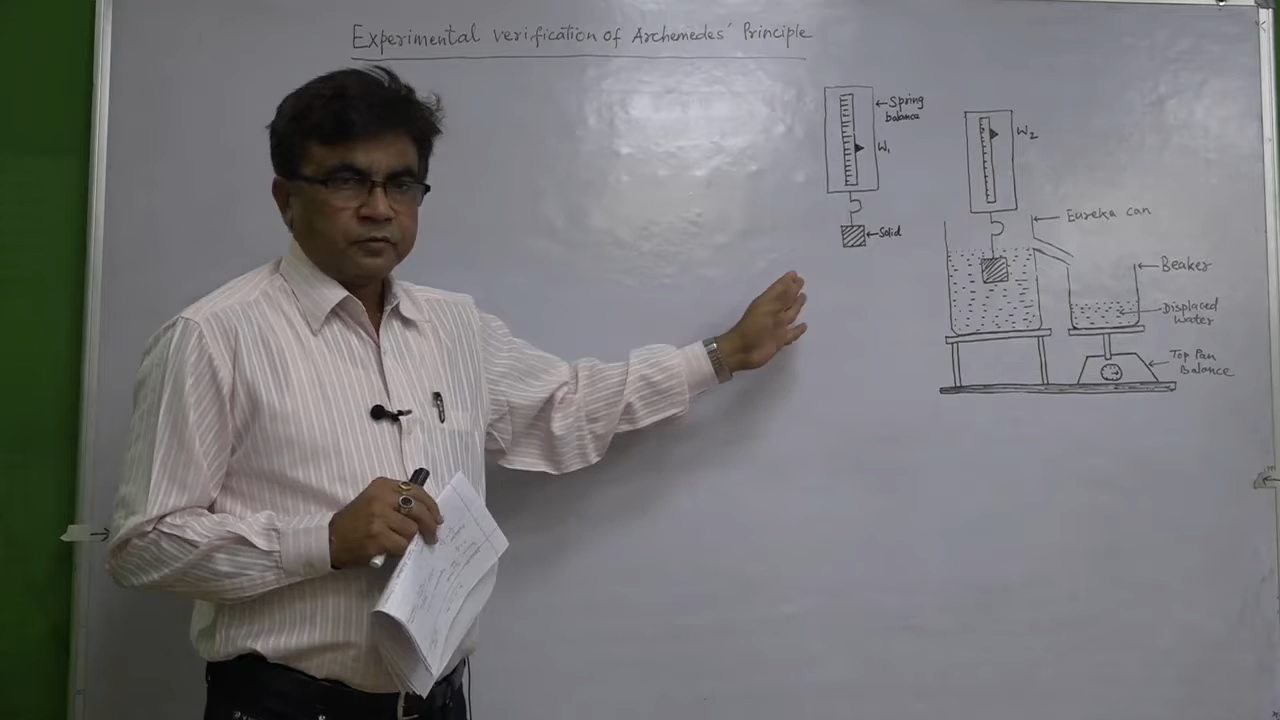 Experimental verification of Archemedes' Principle
Spring
balance
W₁
Solid
W₂
Eureka can
Beaker
Displaced
Water
Top Pan
Balance